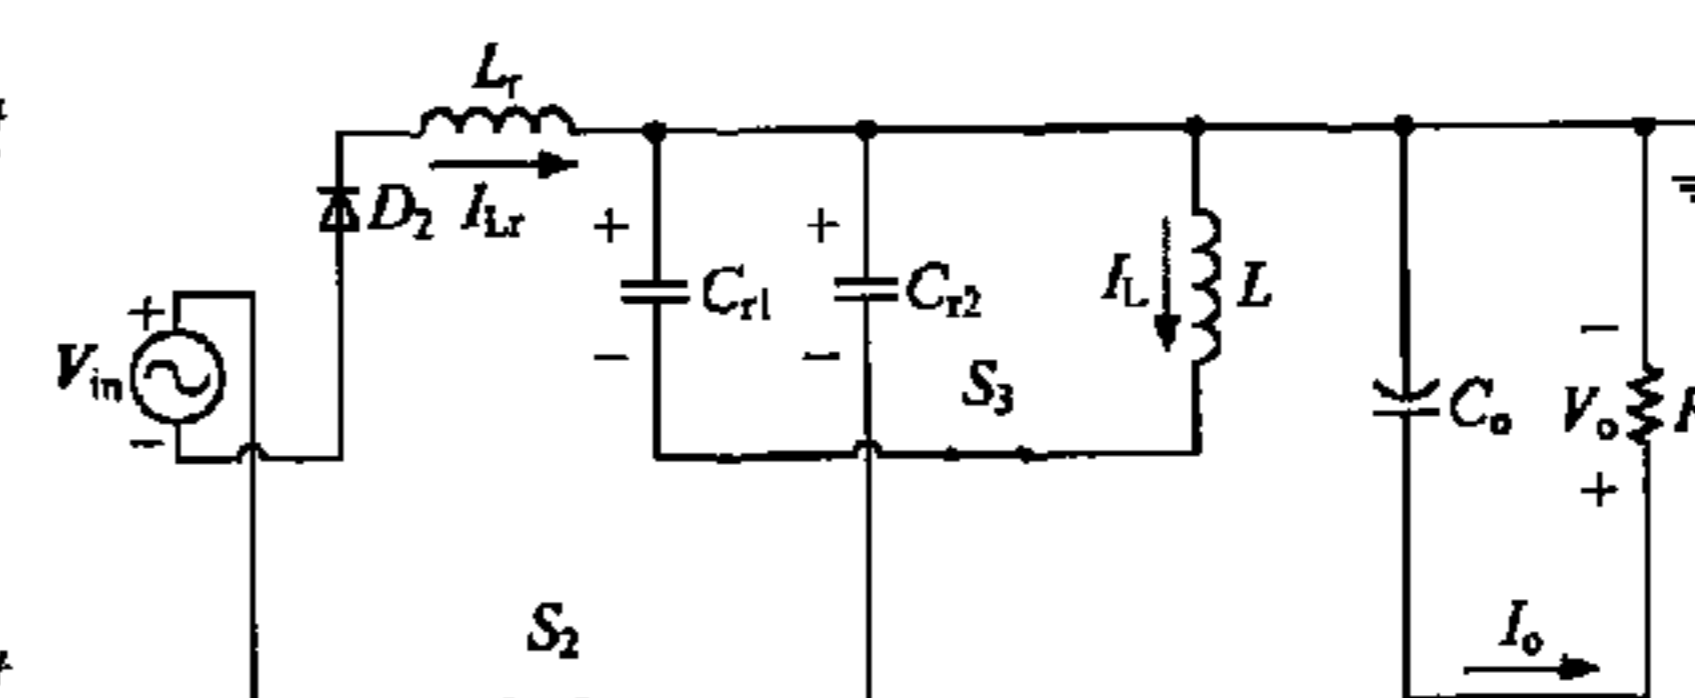 Lr
D2 ILr
+ +
Cr1 Cr2 IL L
+
Vin
−
− − S3
−
Co Vo
+
S2 Io